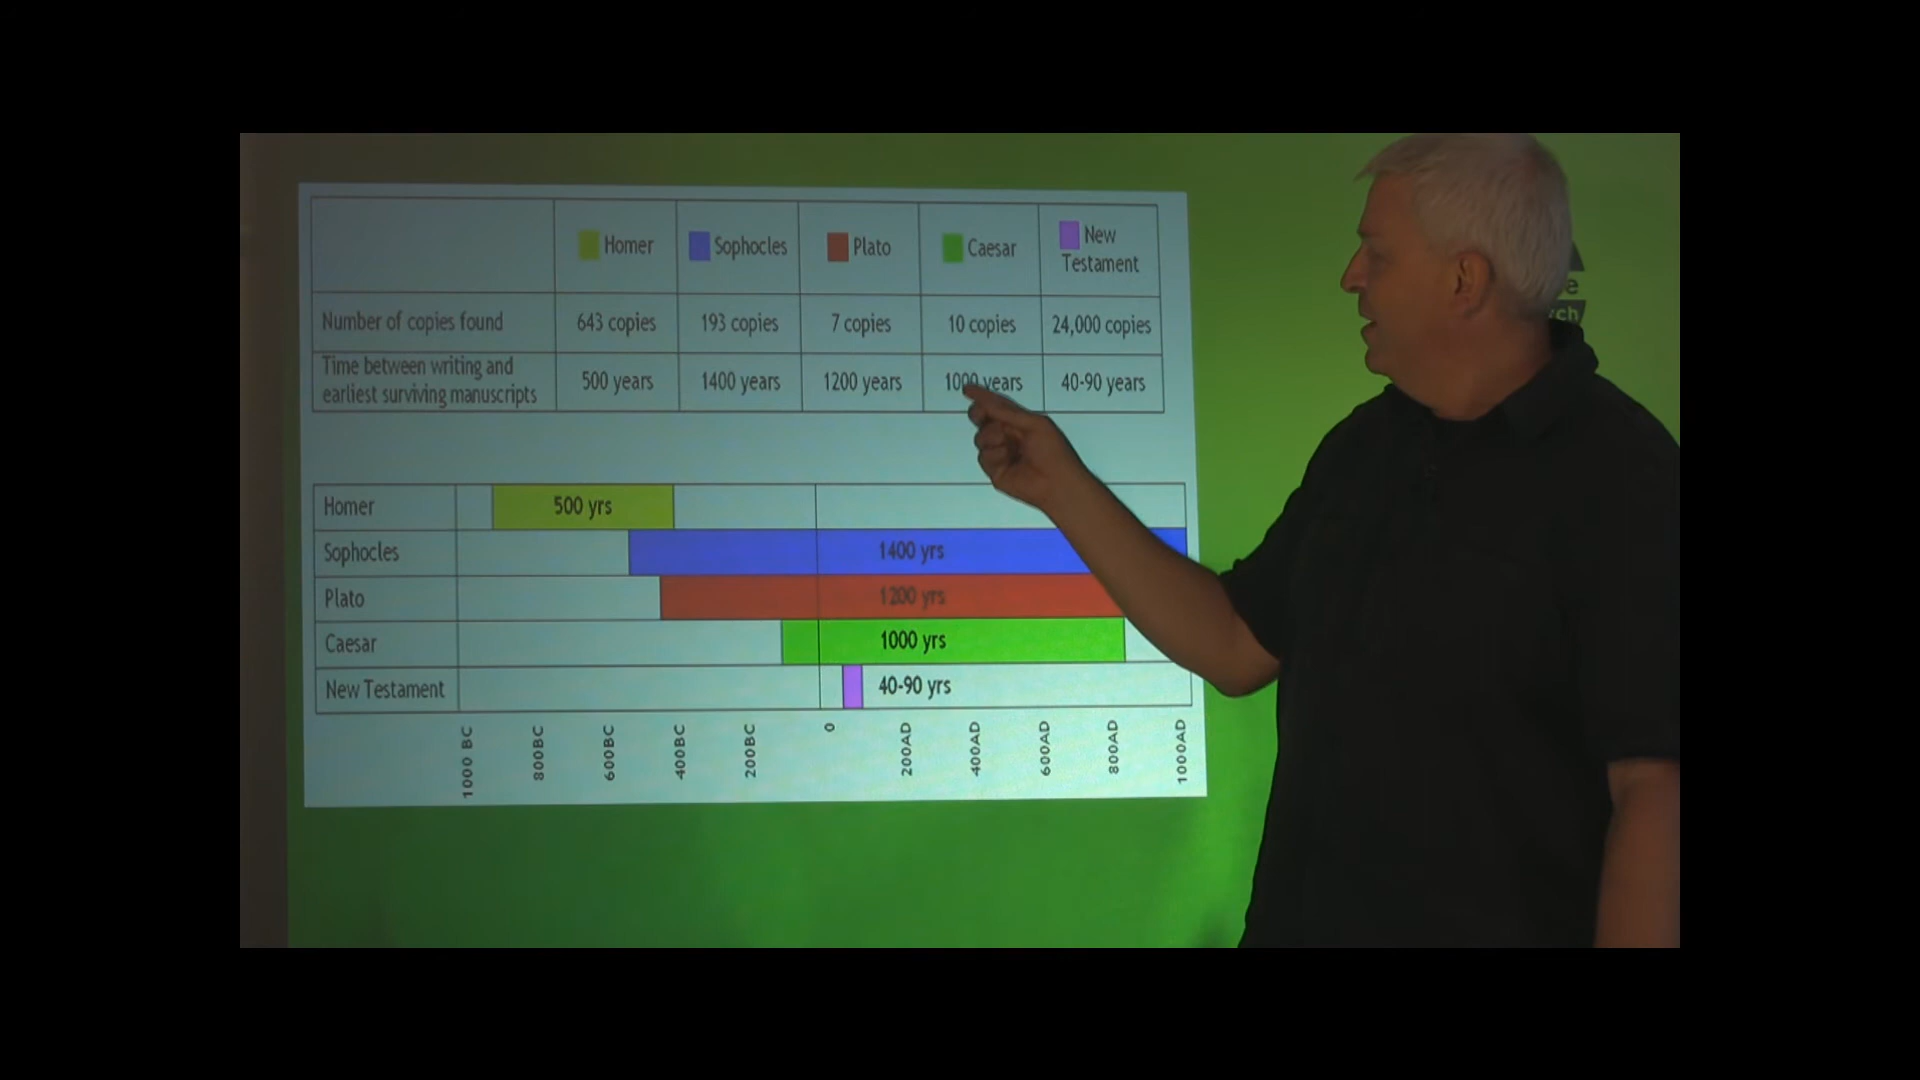 Homer
Sophocles
Plato
Caesar
New
Testament
Number of copies found
643 copies
193 copies
7 copies
10 copies
24,000 copies
Time between writing and
earliest surviving manuscripts
500 years
1400 years
1200 years
1000 years
40-90 years
Homer
500 yrs
Sophocles
1400 yrs
Plato
1200 yrs
Caesar
1000 yrs
New Testament
40-90 yrs
1000 BC
800BC
600BC
400BC
200BC
0
200AD
400AD
600AD
800AD
1000AD